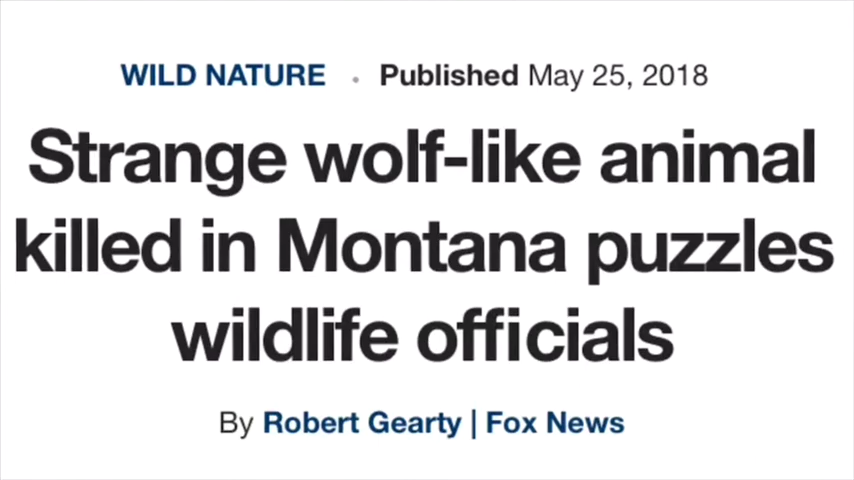 WILD NATURE · Published May 25, 2018
Strange wolf-like animal
killed in Montana puzzles
wildlife officials
By Robert Gearty | Fox News